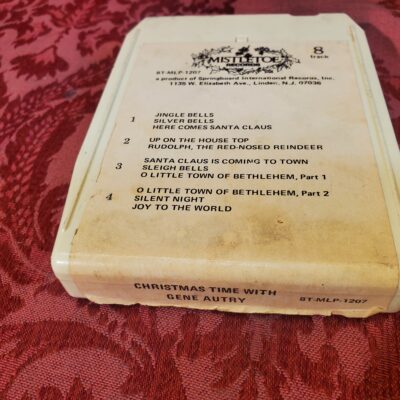 MISTLETOE
RECORDS
8
track
8T-MLP-1207
a product of Springboard International Records, Inc.
1135 W. Elizabeth Ave., Linden, N.J. 07036
1
JINGLE BELLS
SILVER BELLS
HERE COMES SANTA CLAUS
2
UP ON THE HOUSE TOP
RUDOLPH, THE RED-NOSED REINDEER
3
SANTA CLAUS IS COMING TO TOWN
SLEIGH BELLS
O LITTLE TOWN OF BETHLEHEM, Part 1
4
O LITTLE TOWN OF BETHLEHEM, Part 2
SILENT NIGHT
JOY TO THE WORLD
CHRISTMAS TIME WITH
GENE AUTRY
8T-MLP-1207